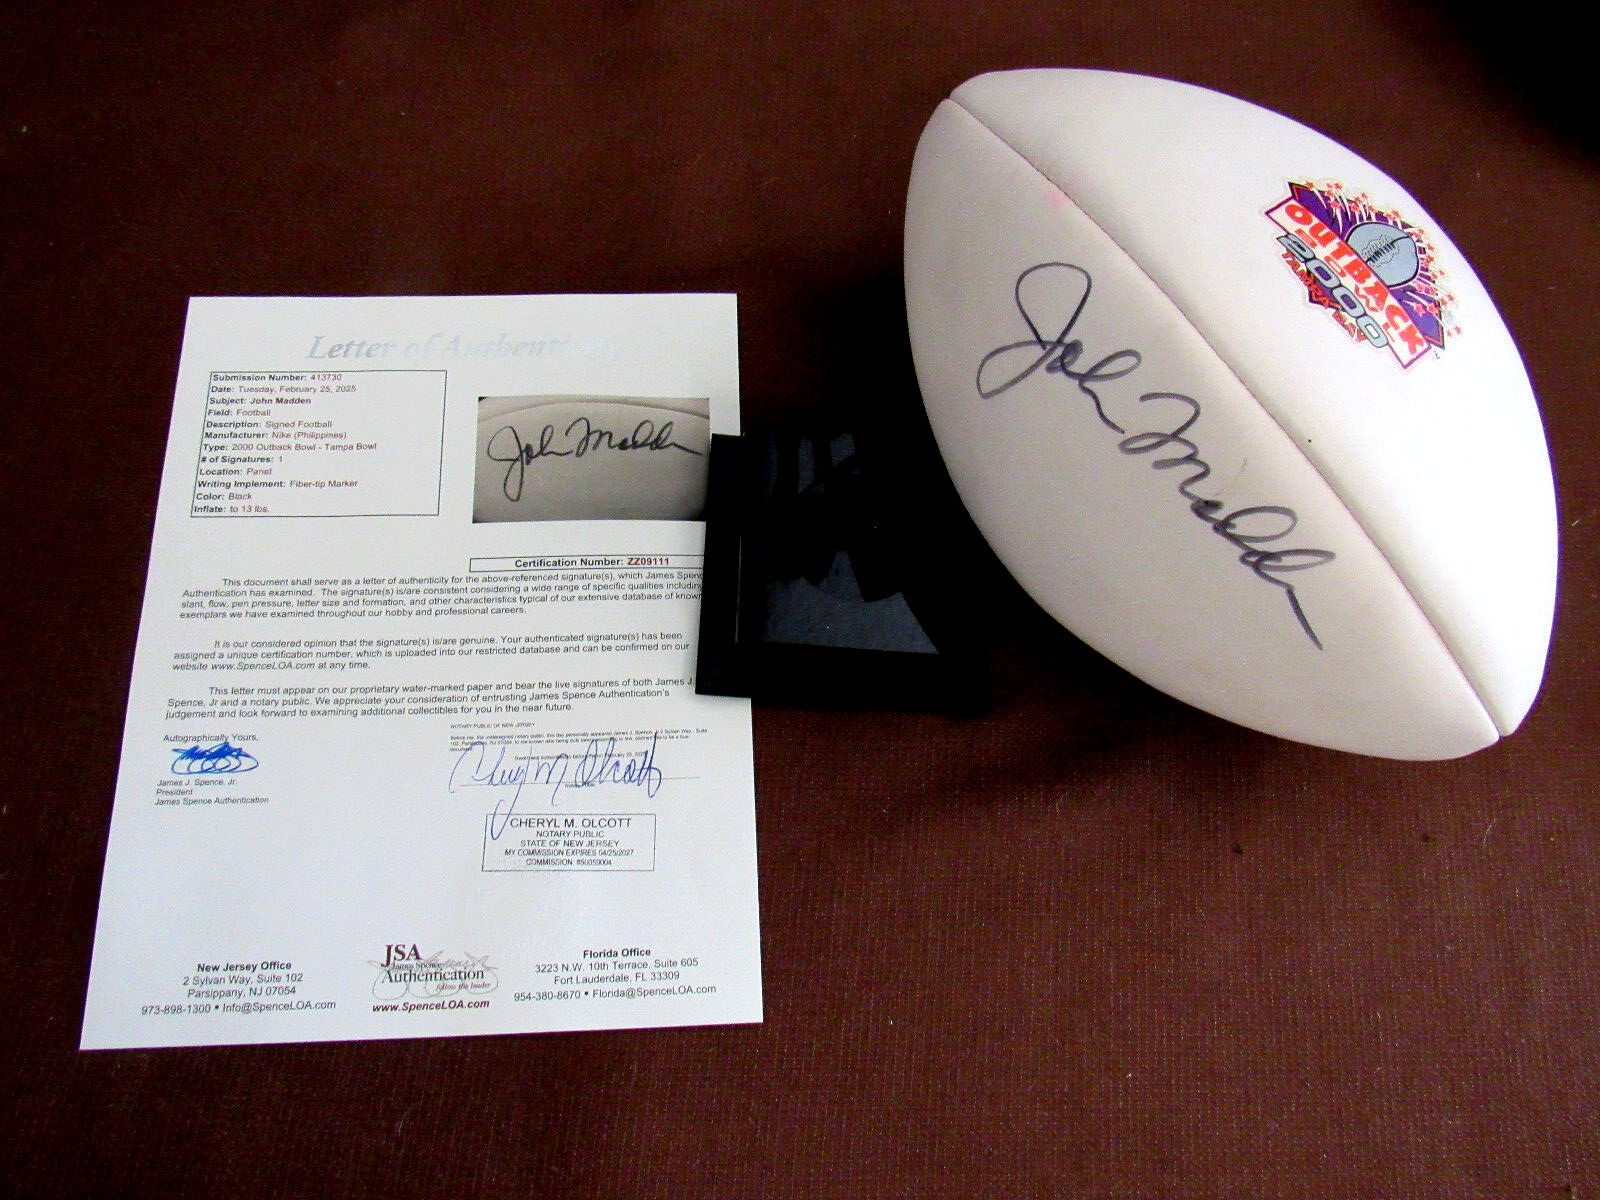 Letter of Authenti
Submission Number: 413730
Date: Tuesday, February 25, 2025
Subject: John Madden
Field: Football
Description: Signed Football
Manufacturer: Nike (Philippines)
Type: 2000 Outback Bowl - Tampa Bowl
# of Signatures: 1
Location: Panel
Writing Implement: Fiber-tip Marker
Color: Black
Inflate: to 13 lbs.
John Madden
Certification Number: ZZ09111
This document shall serve as a letter of authenticity for the above-referenced signature(s), which James Spenc
Authentication has examined. The signature(s) is/are consistent considering a wide range of specific qualities including
slant, flow, pen pressure, letter size and formation, and other characteristics typical of our extensive database of known
exemplars we have examined throughout our hobby and professional careers.
It is our considered opinion that the signature(s) is/are genuine. Your authenticated signature(s) has been
assigned a unique certification number, which is uploaded into our restricted database and can be confirmed on our
website www.SpenceLOA.com at any time.
This letter must appear on our proprietary water-marked paper and bear the live signatures of both James J.
Spence, Jr and a notary public. We appreciate your consideration of entrusting James Spence Authentication's
judgement and look forward to examining additional collectibles for you in the near future.
Autographically Yours,
James J. Spence, Jr.
President
James Spence Authentication
NOTARY PUBLIC OF NEW JERSEY
Cheryl M Olcott
CHERYL M. OLCOTT
NOTARY PUBLIC
STATE OF NEW JERSEY
MY COMMISSION EXPIRES 04/25/2027
COMMISSION #50059004
New Jersey Office
2 Sylvan Way, Suite 102
Parsippany, NJ 07054
973-898-1300 • Info@SpenceLOA.com
JSA
James Spence
Authentication
follow the leader
www.SpenceLOA.com
Florida Office
3223 N.W. 10th Terrace, Suite 605
Fort Lauderdale, FL 33309
954-380-8670 • Florida@SpenceLOA.com
OUTBACK
BOWL
2000
TAMPA BAY
John Madden